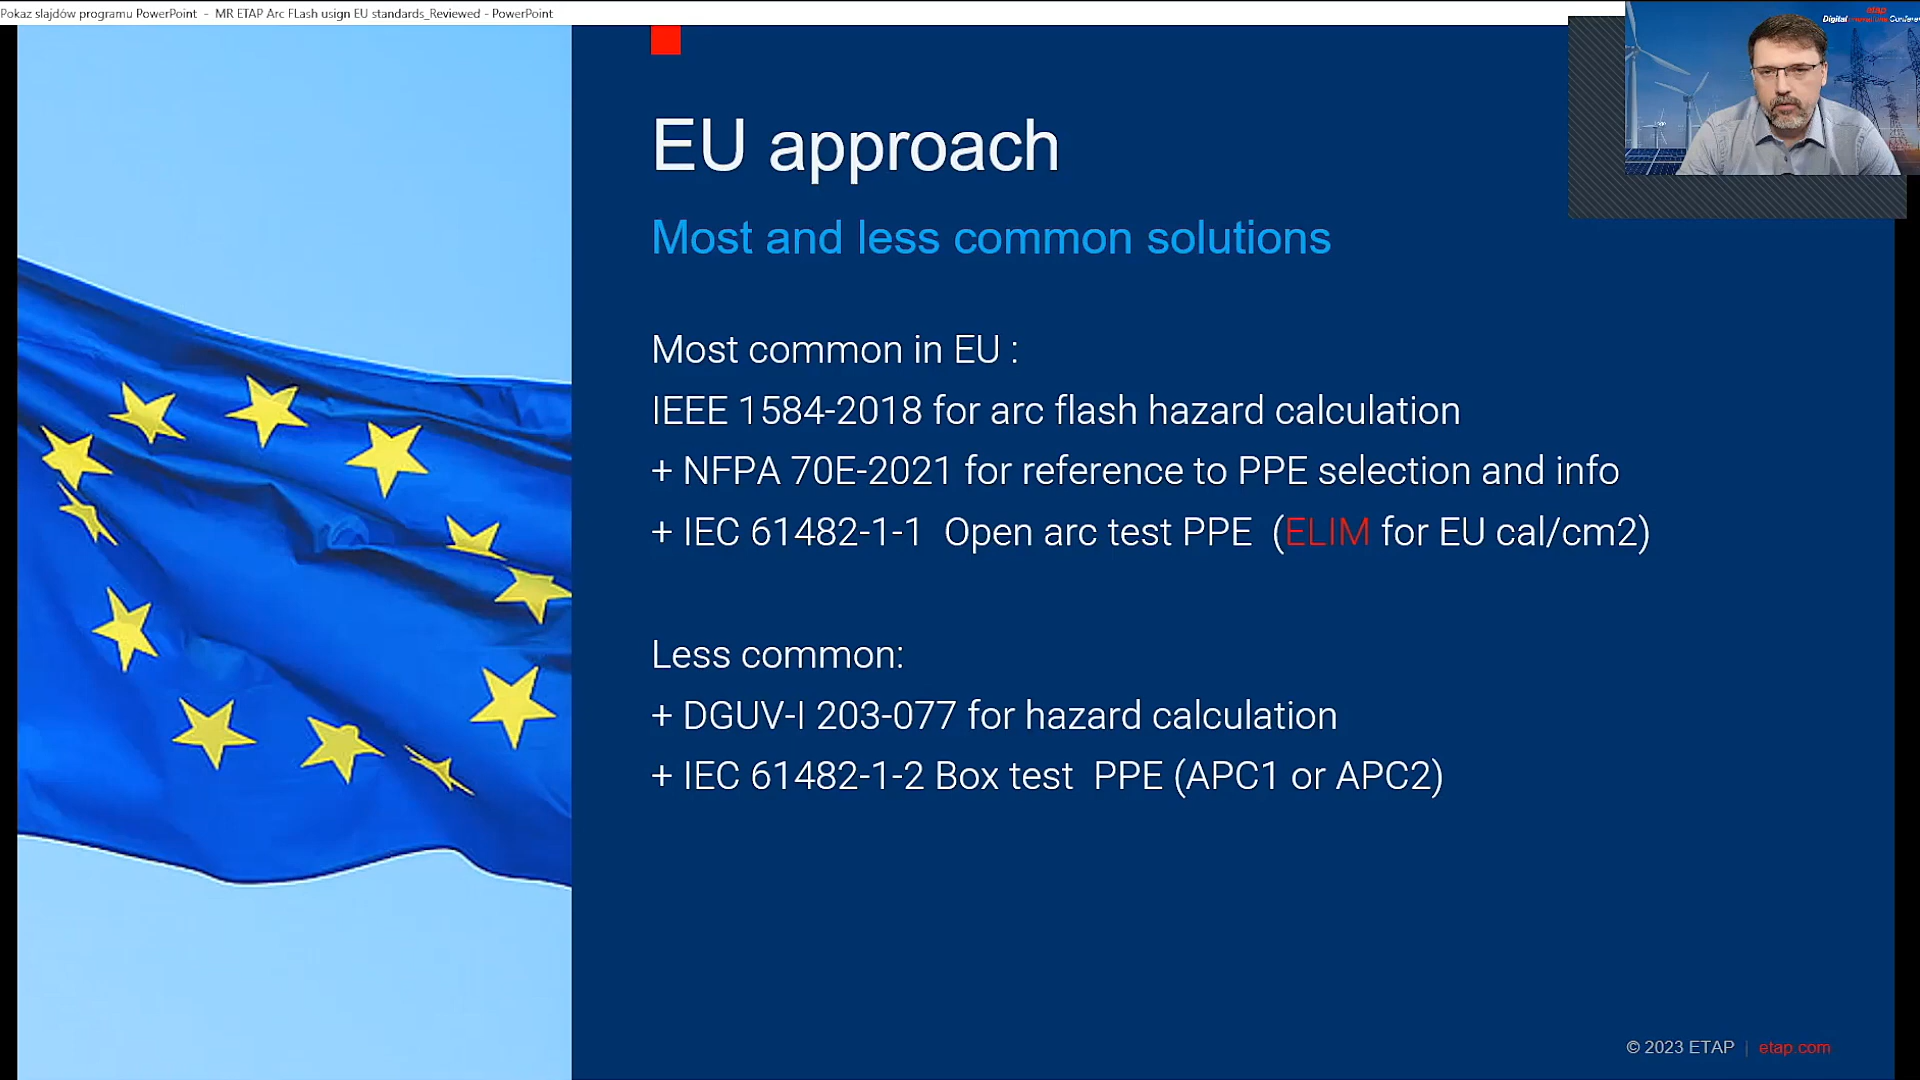 Pokaz slajdów programu PowerPoint - MR ETAP Arc FLash usign EU standards_Reviewed - PowerPoint
etap
Digital
EU approach
Most and less common solutions
Most common in EU :
IEEE 1584-2018 for arc flash hazard calculation
+ NFPA 70E-2021 for reference to PPE selection and info
+ IEC 61482-1-1 Open arc test PPE (ELIM for EU cal/cm2)
Less common:
+ DGUV-I 203-077 for hazard calculation
+ IEC 61482-1-2 Box test PPE (APC1 or APC2)
© 2023 ETAP | etap.com